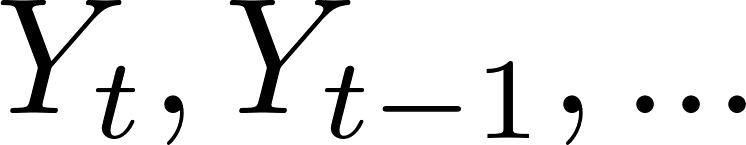 Y_t, Y_{t-1}, ...